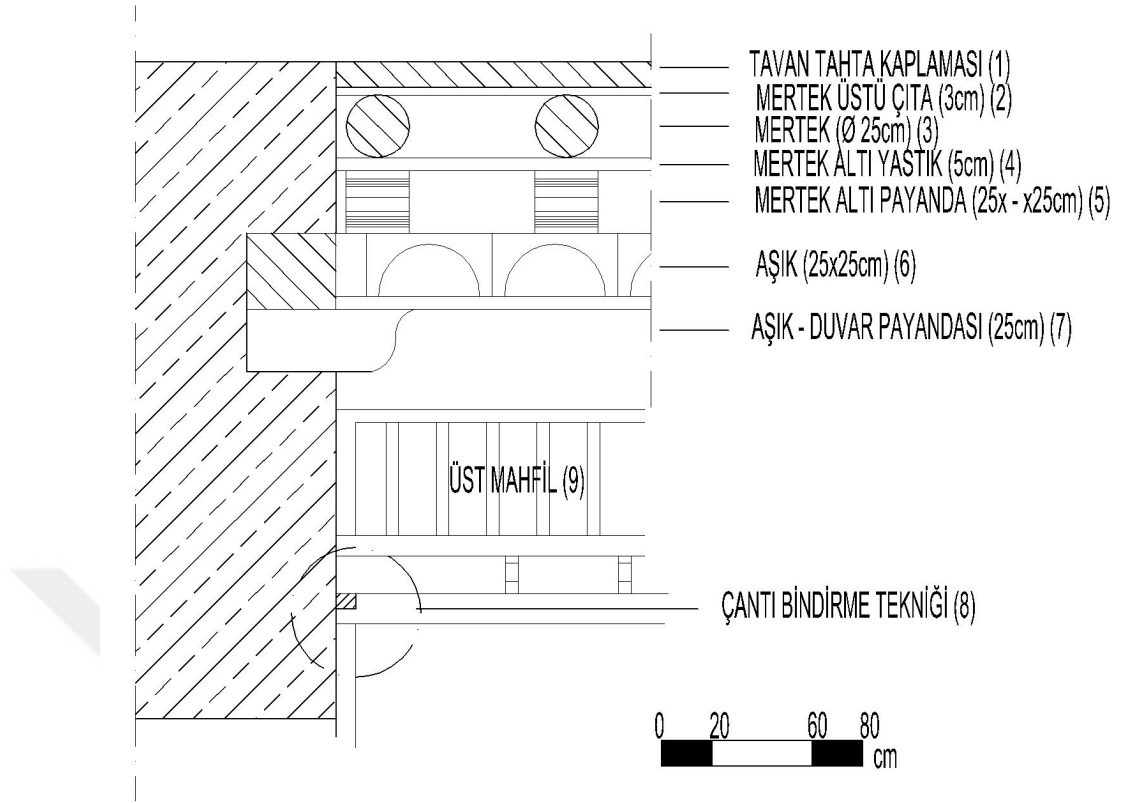 TAVAN TAHTA KAPLAMASI (1)
MERTEK ÜSTÜ ÇITA (3cm) (2)
MERTEK (Ø 25cm) (3)
MERTEK ALTI YASTIK (5cm) (4)
MERTEK ALTI PAYANDA (25x - x25cm) (5)
AŞIK (25x25cm) (6)
AŞIK - DUVAR PAYANDASI (25cm) (7)
ÜST MAHFİL (9)
ÇANTI BİNDİRME TEKNİĞİ (8)
0 20 60 80
cm